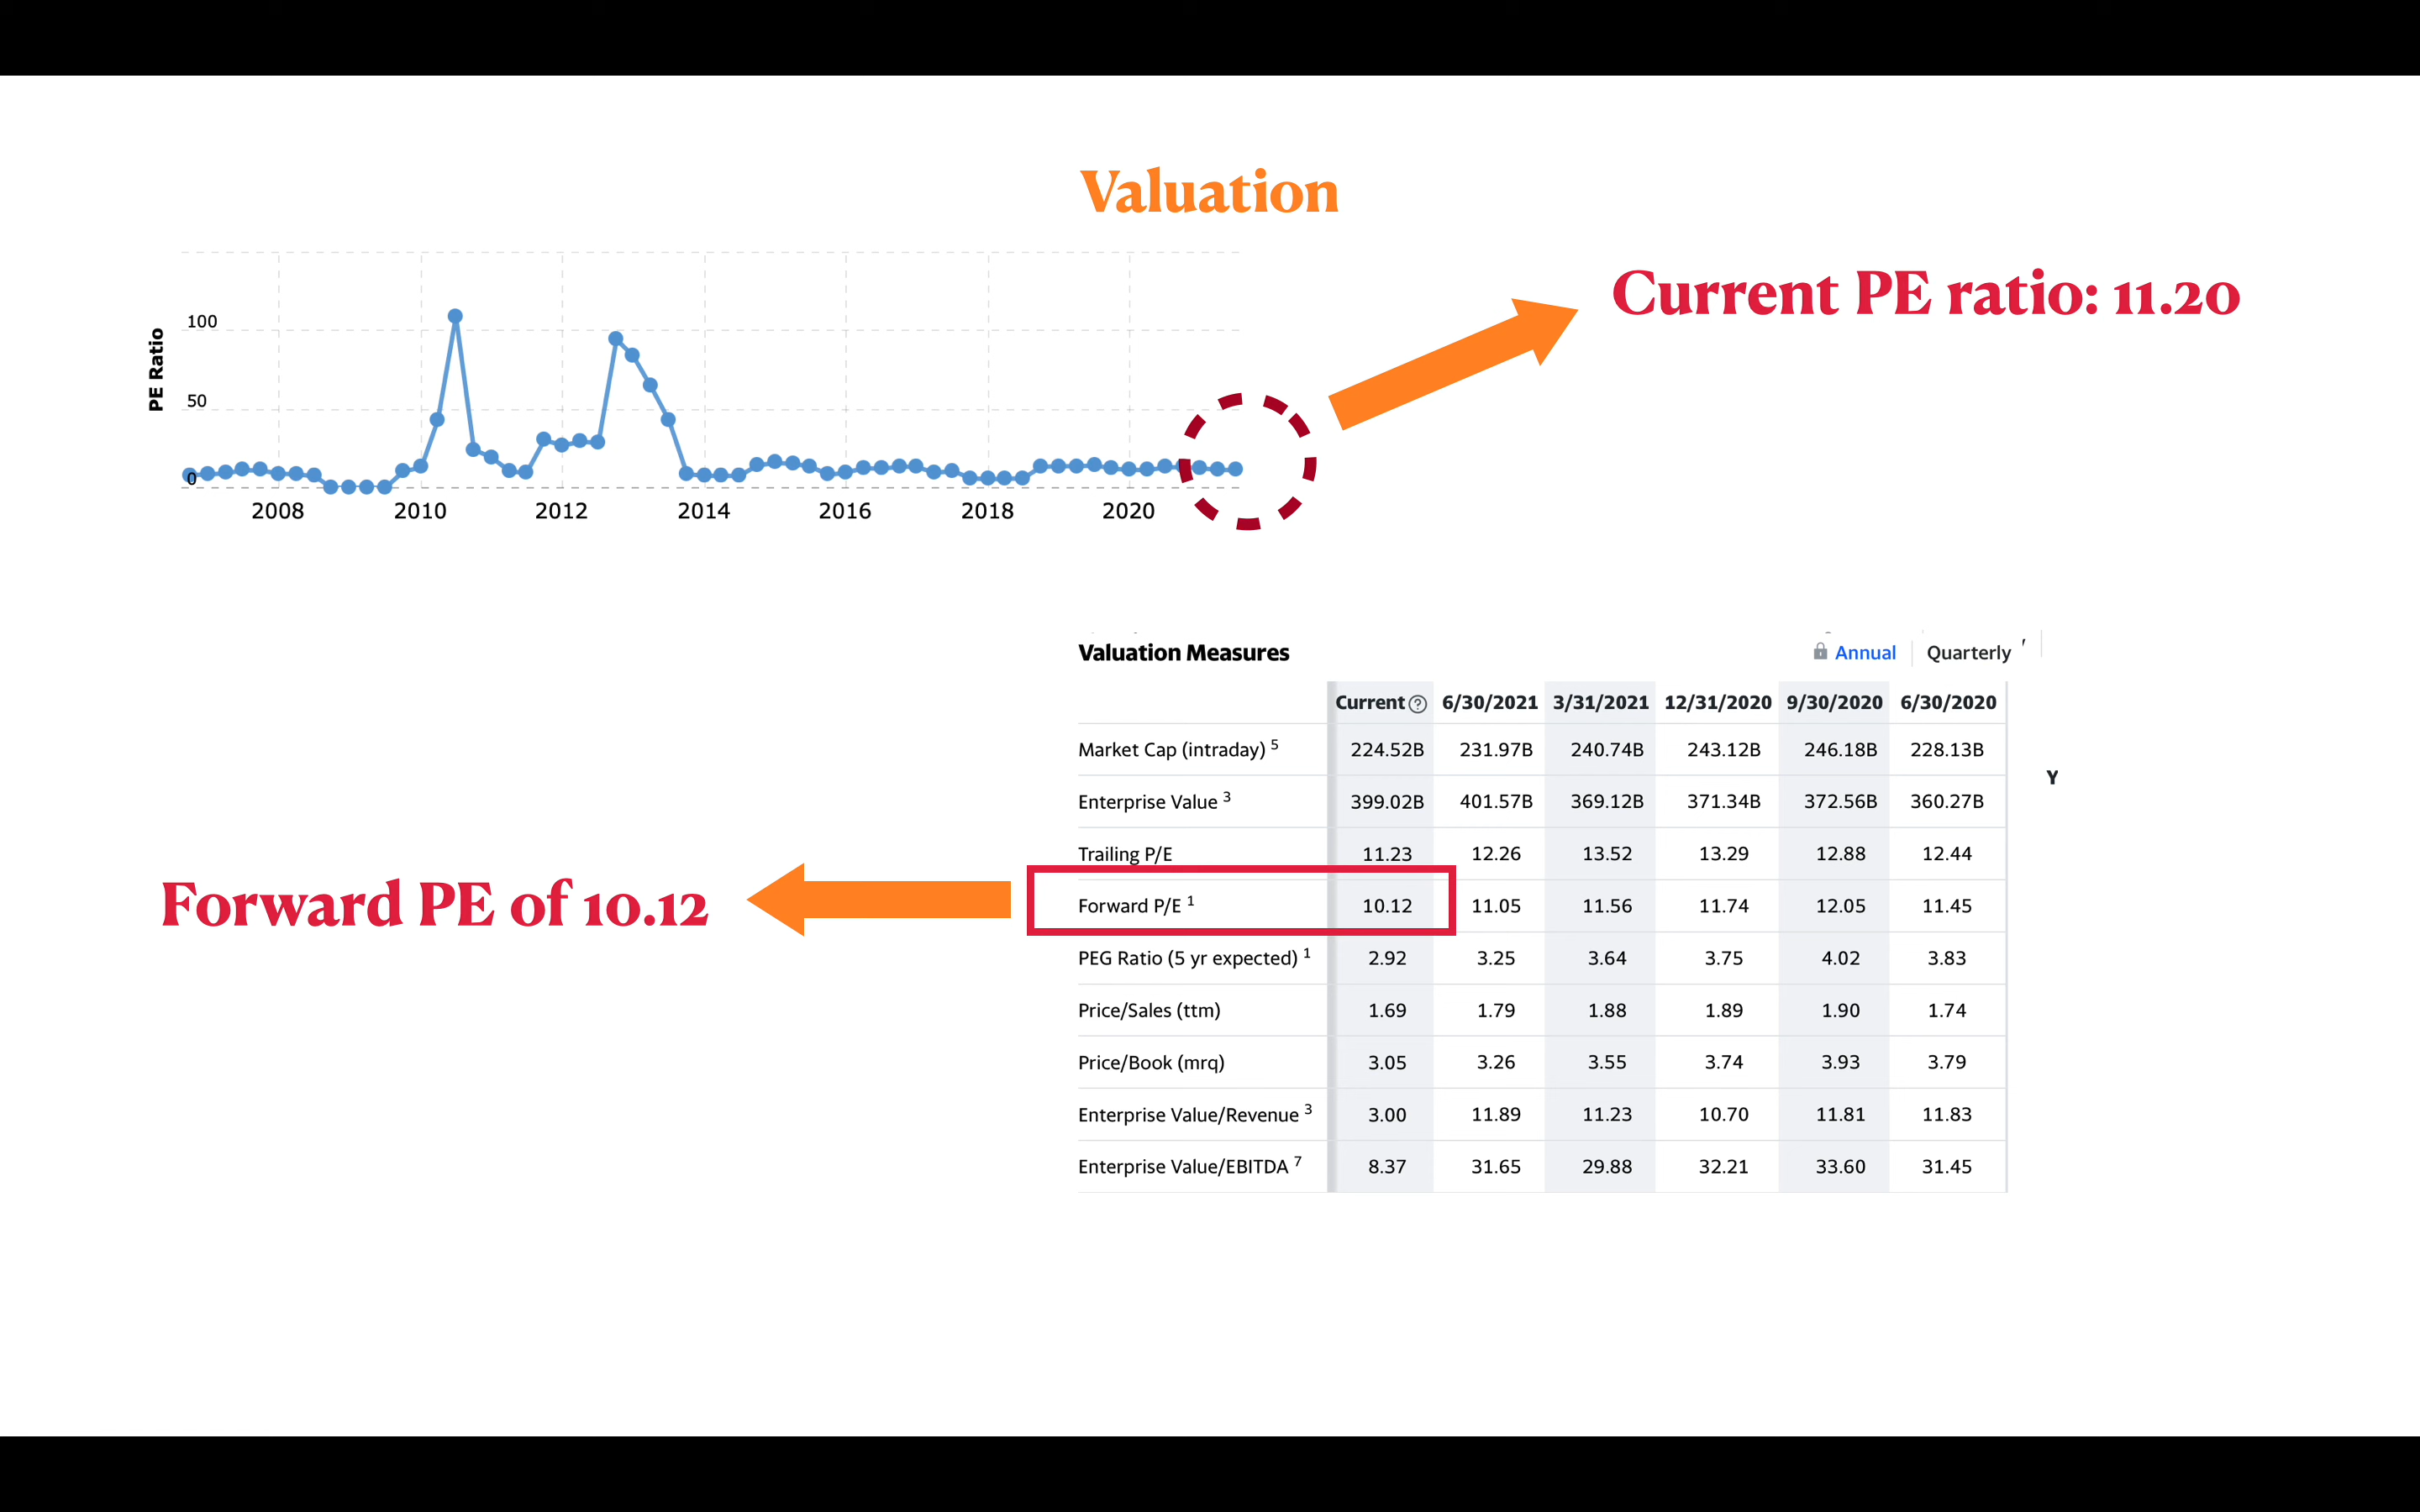 Valuation
Current PE ratio: 11.20
PE Ratio
100
50
0
2008 2010 2012 2014 2016 2018 2020
Valuation Measures
Annual Quarterly
Current 6/30/2021 3/31/2021 12/31/2020 9/30/2020 6/30/2020
Market Cap (intraday) 5 224.52B 231.97B 240.74B 243.12B 246.18B 228.13B
Y
Enterprise Value 3 399.02B 401.57B 369.12B 371.34B 372.56B 360.27B
Trailing P/E 11.23 12.26 13.52 13.29 12.88 12.44
Forward PE of 10.12
Forward P/E 1 10.12 11.05 11.56 11.74 12.05 11.45
PEG Ratio (5 yr expected) 1 2.92 3.25 3.64 3.75 4.02 3.83
Price/Sales (ttm) 1.69 1.79 1.88 1.89 1.90 1.74
Price/Book (mrq) 3.05 3.26 3.55 3.74 3.93 3.79
Enterprise Value/Revenue 3 3.00 11.89 11.23 10.70 11.81 11.83
Enterprise Value/EBITDA 7 8.37 31.65 29.88 32.21 33.60 31.45